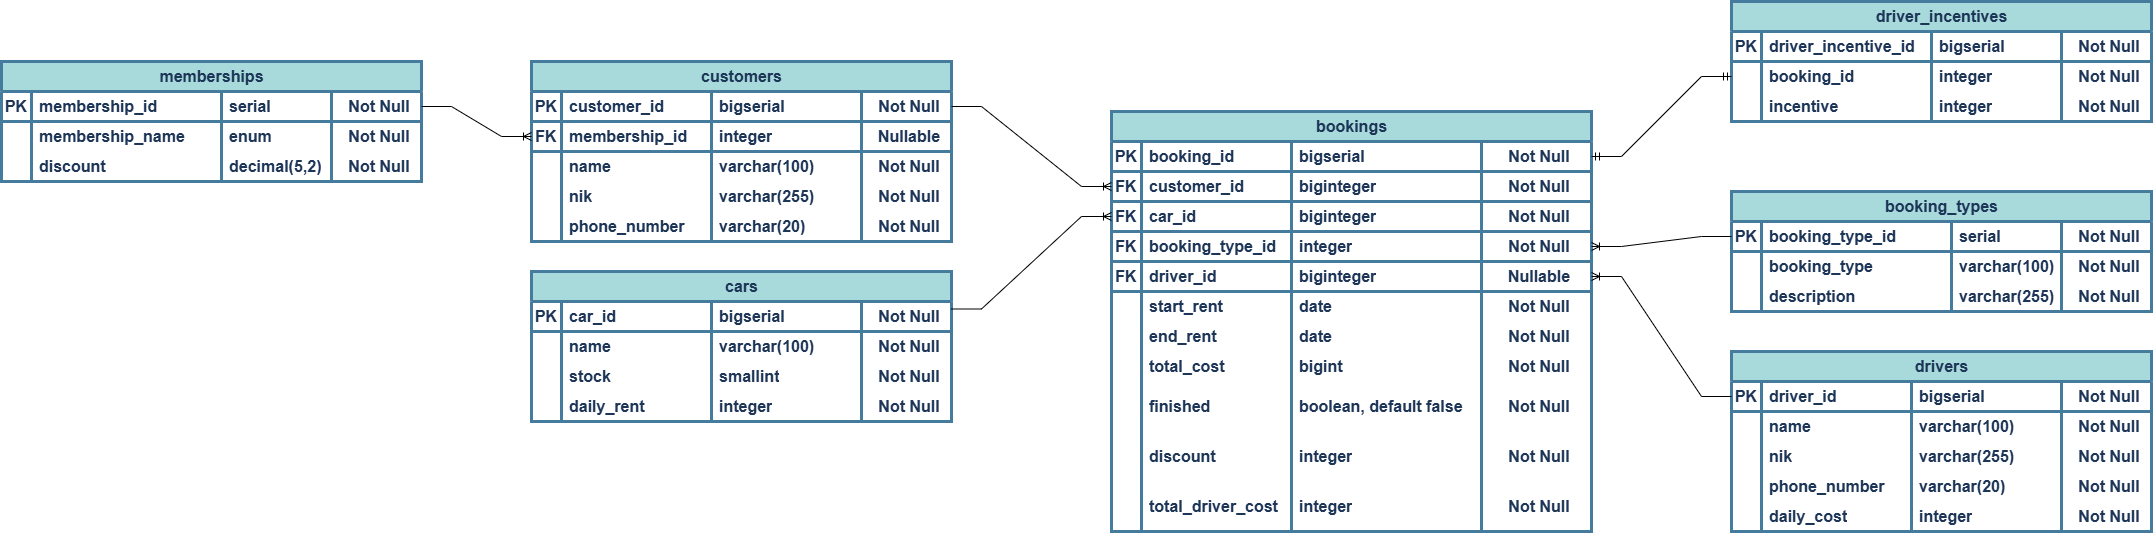 memberships
PK membership_id serial Not Null
membership_name enum Not Null
discount decimal(5,2) Not Null
customers
PK customer_id bigserial Not Null
FK membership_id integer Nullable
name varchar(100) Not Null
nik varchar(255) Not Null
phone_number varchar(20) Not Null
cars
PK car_id bigserial Not Null
name varchar(100) Not Null
stock smallint Not Null
daily_rent integer Not Null
bookings
PK booking_id bigserial Not Null
FK customer_id biginteger Not Null
FK car_id biginteger Not Null
FK booking_type_id integer Not Null
FK driver_id biginteger Nullable
start_rent date Not Null
end_rent date Not Null
total_cost bigint Not Null
finished boolean, default false Not Null
discount integer Not Null
total_driver_cost integer Not Null
driver_incentives
PK driver_incentive_id bigserial Not Null
booking_id integer Not Null
incentive integer Not Null
booking_types
PK booking_type_id serial Not Null
booking_type varchar(100) Not Null
description varchar(255) Not Null
drivers
PK driver_id bigserial Not Null
name varchar(100) Not Null
nik varchar(255) Not Null
phone_number varchar(20) Not Null
daily_cost integer Not Null